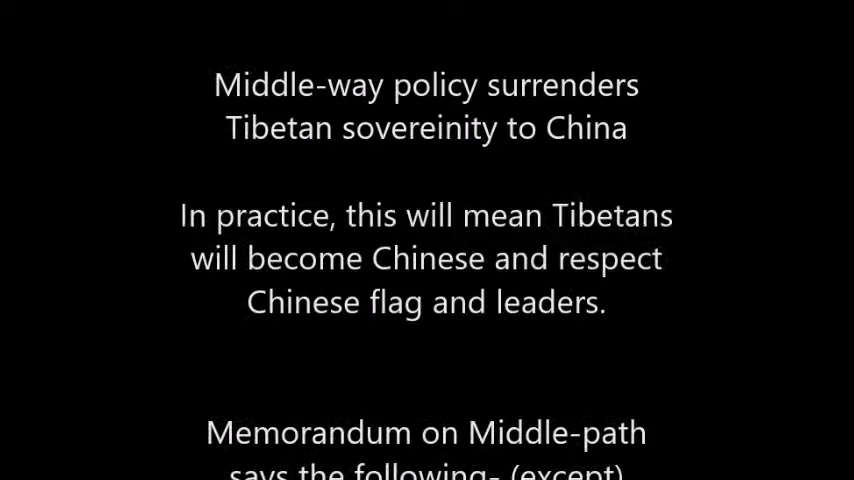 Middle-way policy surrenders
Tibetan sovereinity to China
In practice, this will mean Tibetans
will become Chinese and respect
Chinese flag and leaders.
Memorandum on Middle-path
says the following- (except)